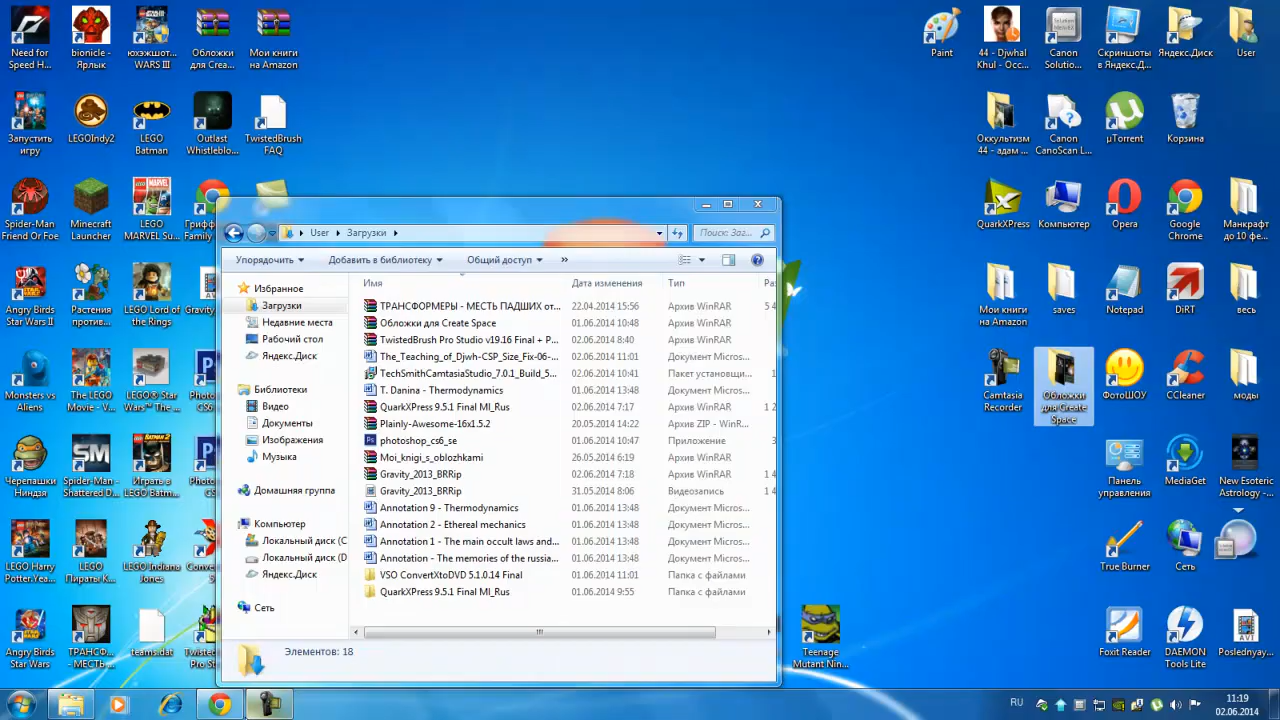 Need for
Speed H...
bionicle -
Ярлык
юхэжшот...
WARS III
Обложки
для Crea...
Мои книги
на Amazon
Запустить
игру
LEGOIndy2
LEGO
Batman
Outlast
Whistleblo...
TwistedBrush
FAQ
Spider-Man
Friend Or Foe
Minecraft
Launcher
LEGO
MARVEL Su...
Грифф
Family
Angry Birds
Star Wars II
Растения
против...
LEGO Lord of
the Rings
Gravity
Monsters vs
Aliens
The LEGO
Movie - V...
LEGO® Star
Wars™ The ...
Photo
CS6
Черепашки
Ниндзя
Spider-Man -
Shattered D...
Играть в
LEGO Batm...
Photo
LEGO Harry
Potter.Yea...
LEGO
Пираты К...
LEGO Indiana
Jones
Conver
Angry Birds
Star Wars
ТРАНСФ...
- МЕСТЬ ...
teams.dat
Twisted
Pro St
User
Загрузки
Поиск: Заг...
Упорядочить
Добавить в библиотеку
Общий доступ
»
Имя
Дата изменения
Тип
Раз
Избранное
Загрузки
Недавние места
Рабочий стол
Яндекс.Диск
Библиотеки
Видео
Документы
Изображения
Музыка
Домашняя группа
Компьютер
Локальный диск (C
Локальный диск (D
Яндекс.Диск
Сеть
ТРАНСФОРМЕРЫ - МЕСТЬ ПАДШИХ от... 22.04.2014 15:56 Архив WinRAR 5 4
Обложки для Create Space 01.06.2014 10:48 Архив WinRAR
TwistedBrush Pro Studio v19.16 Final + P... 02.06.2014 8:40 Архив WinRAR
The_Teaching_of_Djwh-CSP_Size_Fix-06-... 02.06.2014 11:01 Документ Micros...
TechSmithCamtasiaStudio_7.0.1_Build_5... 02.06.2014 10:41 Пакет установщи... 1
T. Danina - Thermodynamics 01.06.2014 13:48 Документ Micros...
QuarkXPress 9.5.1 Final MI_Rus 02.06.2014 7:17 Архив WinRAR 1 2
Plainly-Awesome-16x1.5.2 20.05.2014 14:22 Архив ZIP - WinR...
photoshop_cs6_se 01.06.2014 10:47 Приложение 3
Moi_knigi_s_oblozhkami 26.05.2014 6:19 Архив WinRAR
Gravity_2013_BRRip 02.06.2014 7:18 Архив WinRAR 1 4
Gravity_2013_BRRip 31.05.2014 8:06 Видеозапись 1 4
Annotation 9 - Thermodynamics 01.06.2014 13:48 Документ Micros...
Annotation 2 - Ethereal mechanics 01.06.2014 13:48 Документ Micros...
Annotation 1 - The main occult laws and... 01.06.2014 13:48 Документ Micros...
Annotation - The memories of the russia... 01.06.2014 13:48 Документ Micros...
VSO ConvertXtoDVD 5.1.0.14 Final 01.06.2014 11:01 Папка с файлами
QuarkXPress 9.5.1 Final MI_Rus 01.06.2014 9:55 Папка с файлами
Элементов: 18
Paint
44 - Djwhal
Khul - Occ...
Canon
Solutio...
Скриншоты
в Яндекс.Д...
Яндекс.Диск
User
Оккультизм
44 - адам ...
Canon
CanoScan L...
µTorrent
Корзина
QuarkXPress
Компьютер
Opera
Google
Chrome
Манкрафт
до 10 фе...
Мои книги
на Amazon
saves
Notepad
DiRT
весь
Camtasia
Recorder
Обложки
для Create
Space
ФотоШОУ
CCleaner
моды
Панель
управления
MediaGet
New Esoteric
Astrology - ...
True Burner
Сеть
Teenage
Mutant Nin...
Foxit Reader
DAEMON
Tools Lite
Poslednyay...
RU
11:19
02.06.2014